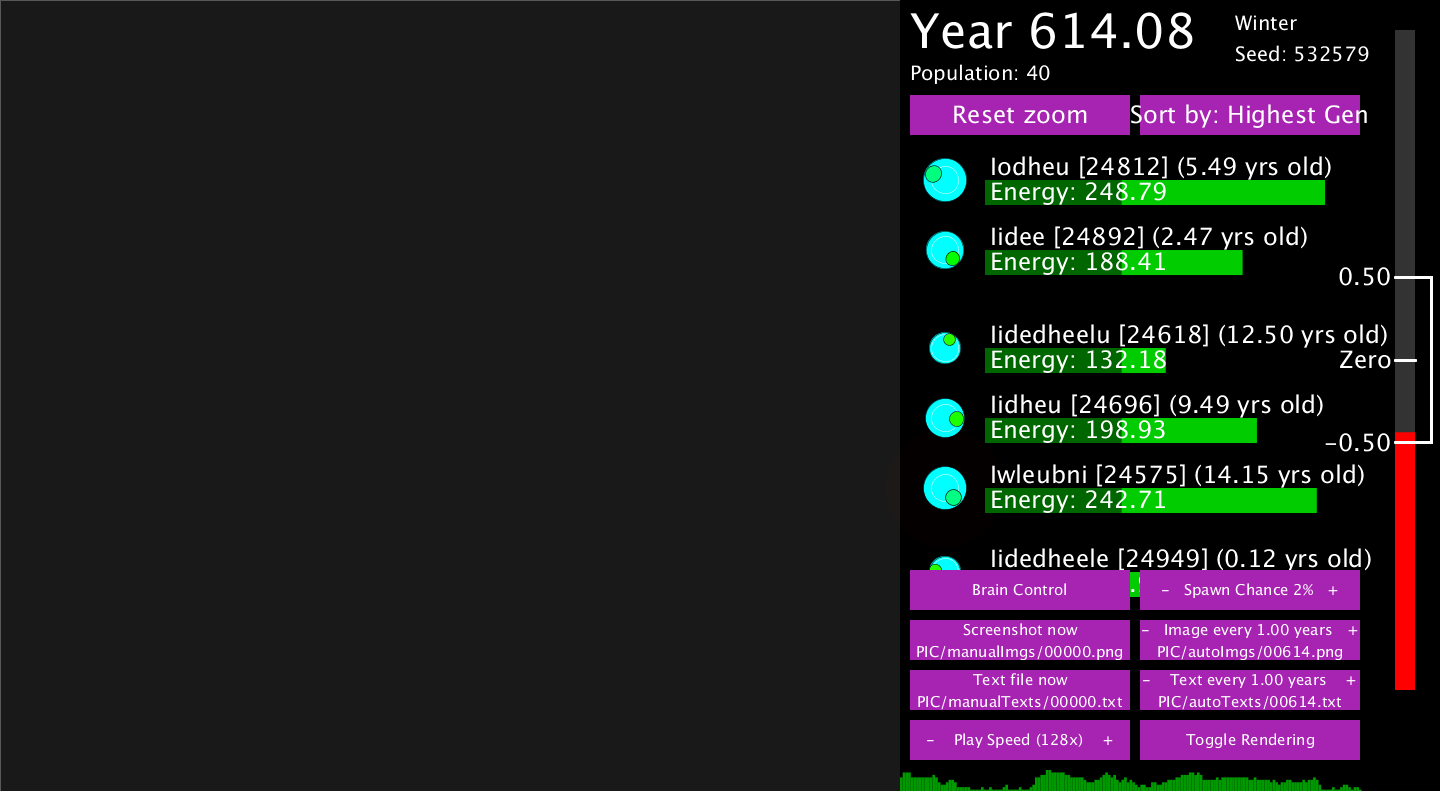 Year 614.08
Winter
Seed: 532579
Population: 40
Reset zoom
Sort by: Highest Gen
Iodheu [24812] (5.49 yrs old)
Energy: 248.79
Iidee [24892] (2.47 yrs old)
Energy: 188.41
0.50
Iidedheelu [24618] (12.50 yrs old)
Energy: 132.18
Zero
Iidheu [24696] (9.49 yrs old)
Energy: 198.93
-0.50
Iwleubni [24575] (14.15 yrs old)
Energy: 242.71
Iidedheele [24949] (0.12 yrs old)
Brain Control
- Spawn Chance 2% +
Screenshot now
PIC/manualImgs/00000.png
- Image every 1.00 years +
PIC/autoImgs/00614.png
Text file now
PIC/manualTexts/00000.txt
- Text every 1.00 years +
PIC/autoTexts/00614.txt
- Play Speed (128x) +
Toggle Rendering